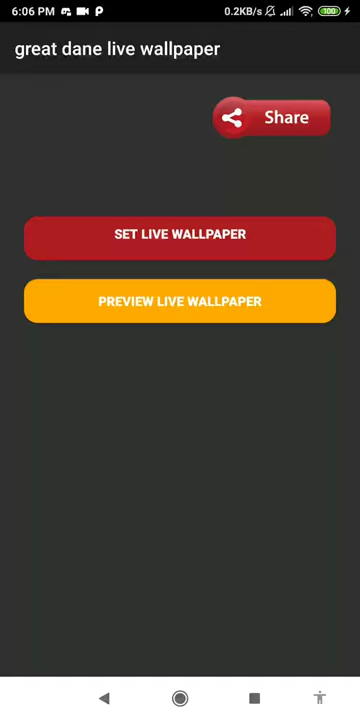 6:06 PM 0.2KB/s 100
great dane live wallpaper
Share
SET LIVE WALLPAPER
PREVIEW LIVE WALLPAPER